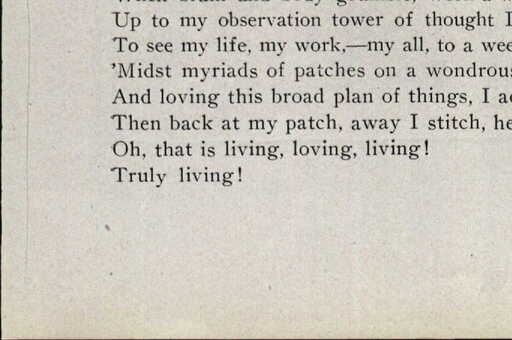 Up to my observation tower of thought I
To see my life, my work,—my all, to a wee
'Midst myriads of patches on a wondrous
And loving this broad plan of things, I
Then back at my patch, away I stitch,
Oh, that is living, loving, living!
Truly living!